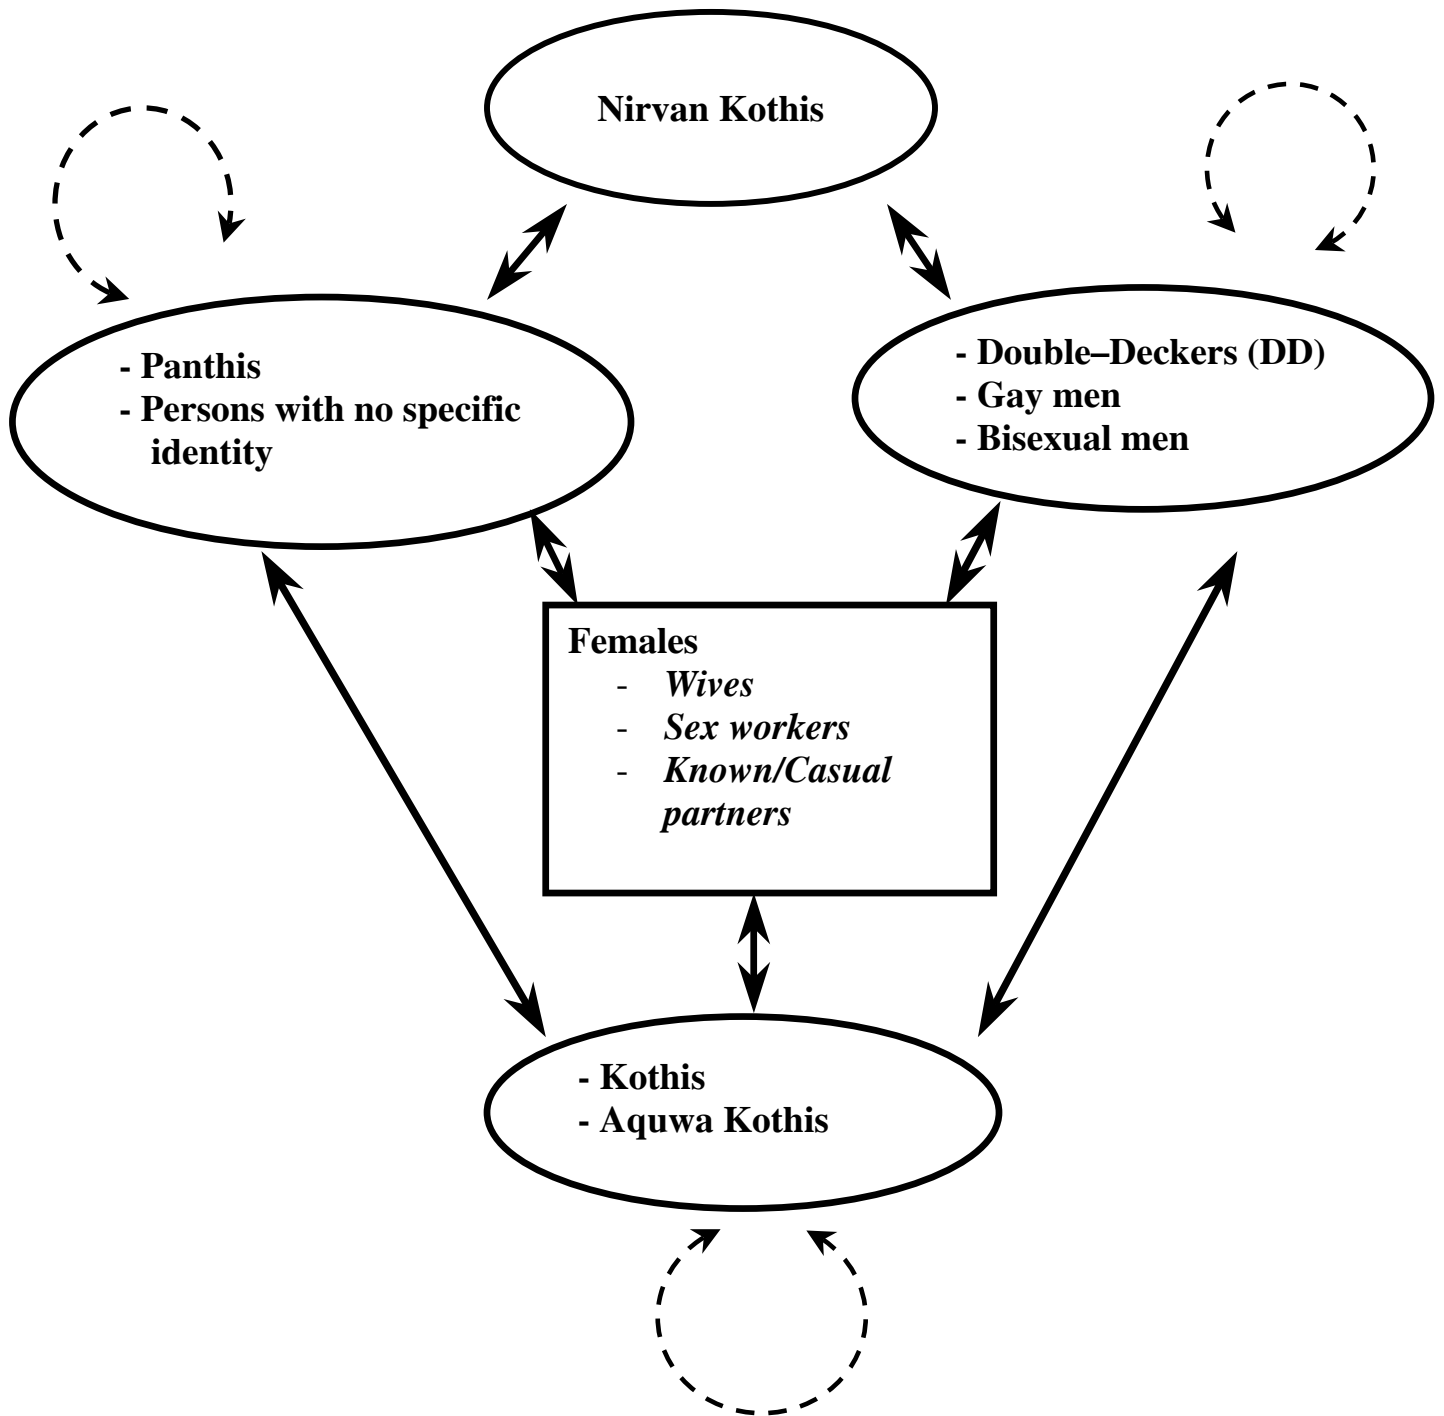 Nirvan Kothis
- Panthis
- Persons with no specific
identity
- Double–Deckers (DD)
- Gay men
- Bisexual men
Females
- Wives
- Sex workers
- Known/Casual
partners
- Kothis
- Aquwa Kothis